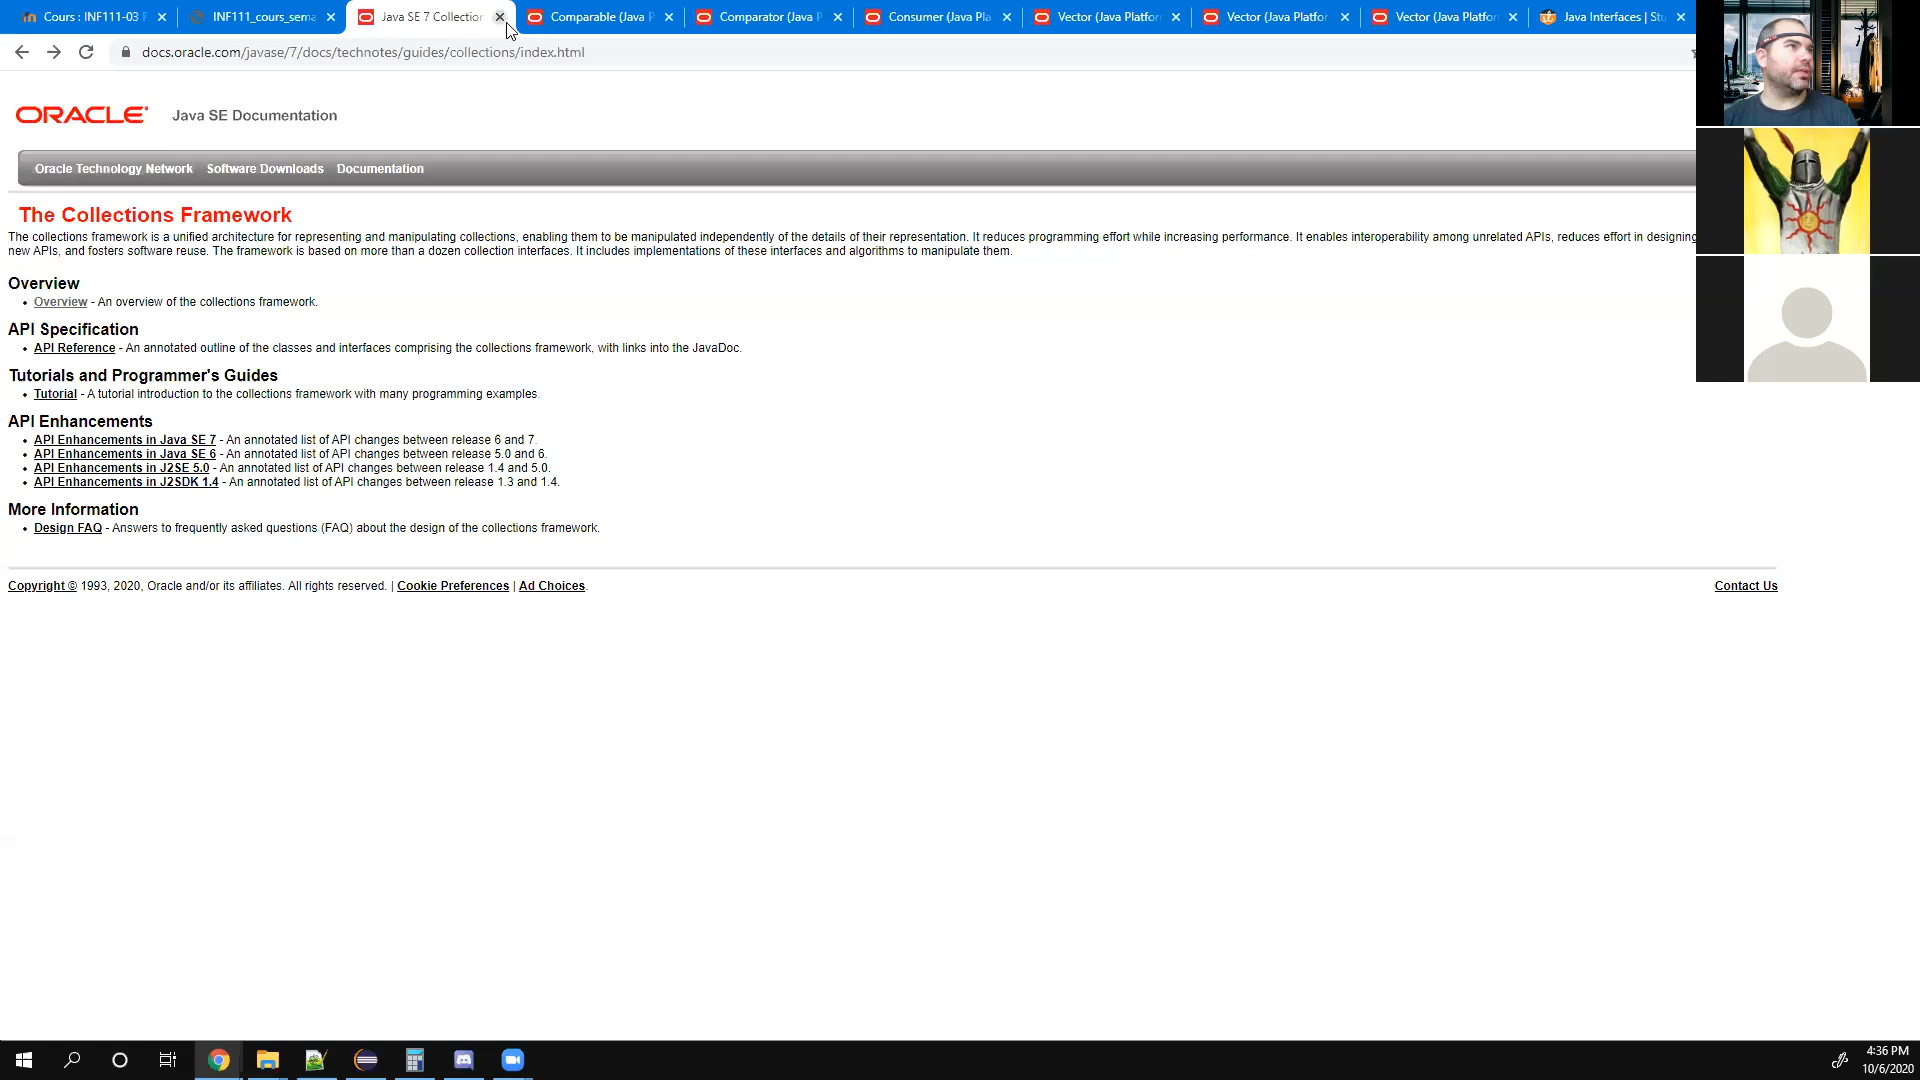 Cours : INF111-03 P
INF111_cours_sema
Java SE 7 Collection
Comparable (Java P
Comparator (Java P
Consumer (Java Pla
Vector (Java Platfor
Vector (Java Platfor
Vector (Java Platfor
Java Interfaces | Stu
docs.oracle.com/javase/7/docs/technotes/guides/collections/index.html
ORACLE Java SE Documentation
Oracle Technology Network Software Downloads Documentation
The Collections Framework
The collections framework is a unified architecture for representing and manipulating collections, enabling them to be manipulated independently of the details of their representation. It reduces programming effort while increasing performance. It enables interoperability among unrelated APIs, reduces effort in designing
new APIs, and fosters software reuse. The framework is based on more than a dozen collection interfaces. It includes implementations of these interfaces and algorithms to manipulate them.
Overview
• Overview - An overview of the collections framework.
API Specification
• API Reference - An annotated outline of the classes and interfaces comprising the collections framework, with links into the JavaDoc.
Tutorials and Programmer's Guides
• Tutorial - A tutorial introduction to the collections framework with many programming examples.
API Enhancements
• API Enhancements in Java SE 7 - An annotated list of API changes between release 6 and 7.
• API Enhancements in Java SE 6 - An annotated list of API changes between release 5.0 and 6.
• API Enhancements in J2SE 5.0 - An annotated list of API changes between release 1.4 and 5.0.
• API Enhancements in J2SDK 1.4 - An annotated list of API changes between release 1.3 and 1.4.
More Information
• Design FAQ - Answers to frequently asked questions (FAQ) about the design of the collections framework.
Copyright © 1993, 2020, Oracle and/or its affiliates. All rights reserved. | Cookie Preferences | Ad Choices.
Contact Us
4:36 PM
10/6/2020